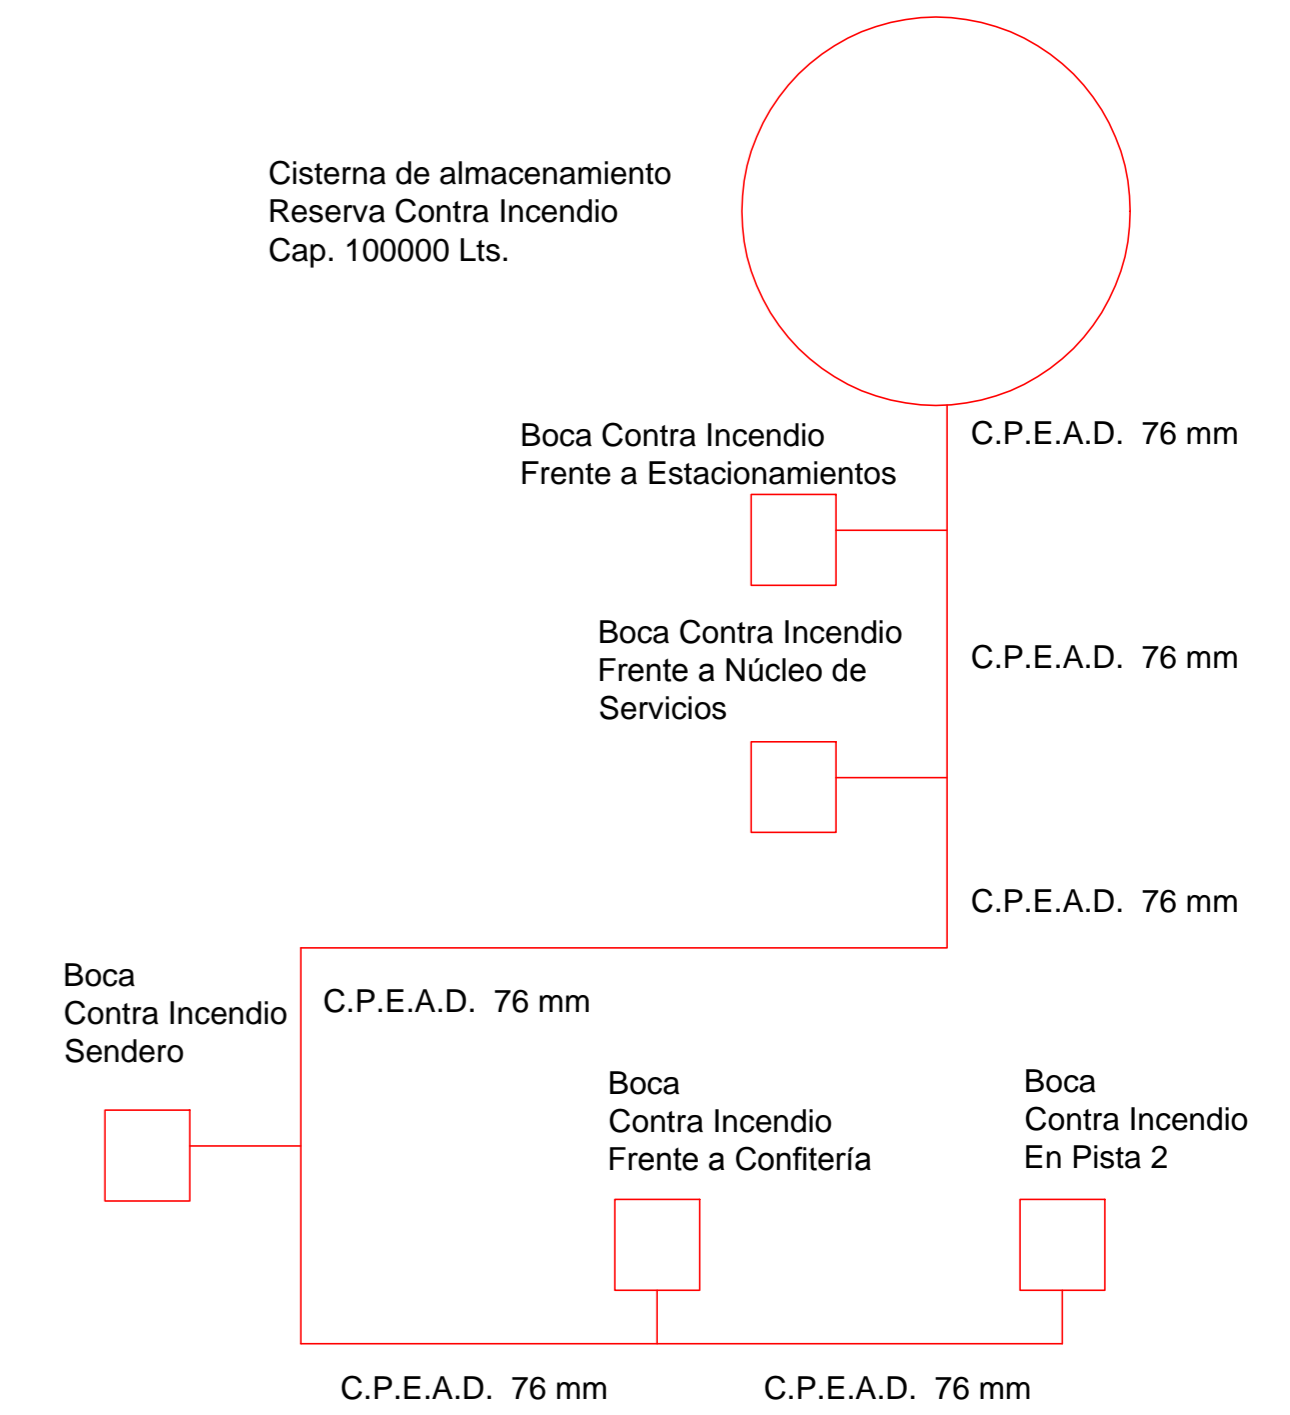 Cisterna de almacenamiento
Reserva Contra Incendio
Cap. 100000 Lts.
Boca Contra Incendio
Frente a Estacionamientos
C.P.E.A.D. 76 mm
Boca Contra Incendio
Frente a Núcleo de
Servicios
C.P.E.A.D. 76 mm
C.P.E.A.D. 76 mm
Boca
Contra Incendio
Sendero
C.P.E.A.D. 76 mm
Boca
Contra Incendio
Frente a Confitería
Boca
Contra Incendio
En Pista 2
C.P.E.A.D. 76 mm
C.P.E.A.D. 76 mm